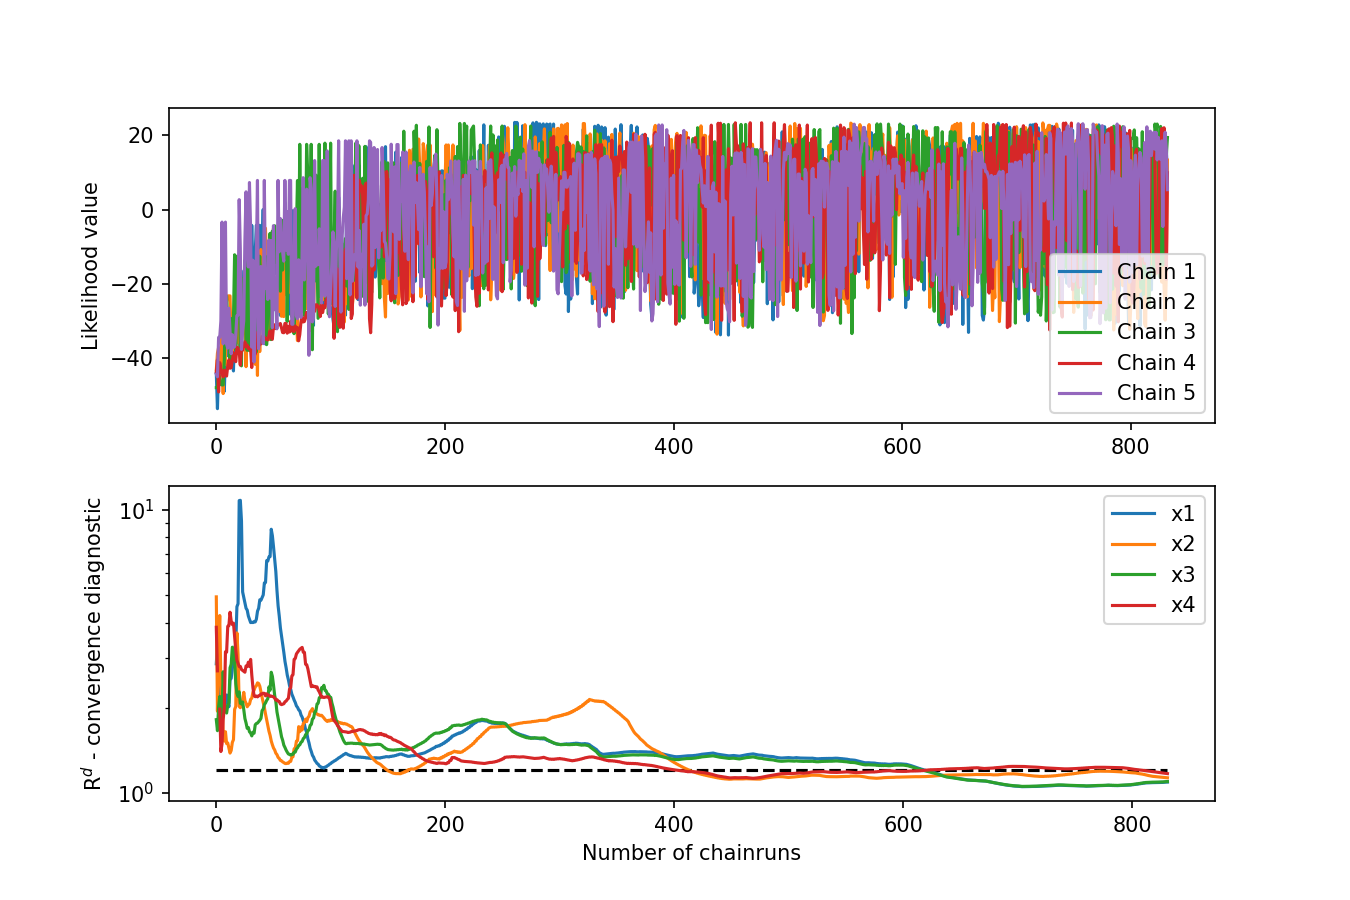 20
0
−20
−40
Likelihood value
Chain 1
Chain 2
Chain 3
Chain 4
Chain 5
0
200
400
600
800
10¹
10⁰
Rᵈ - convergence diagnostic
x1
x2
x3
x4
0
200
400
600
800
Number of chainruns